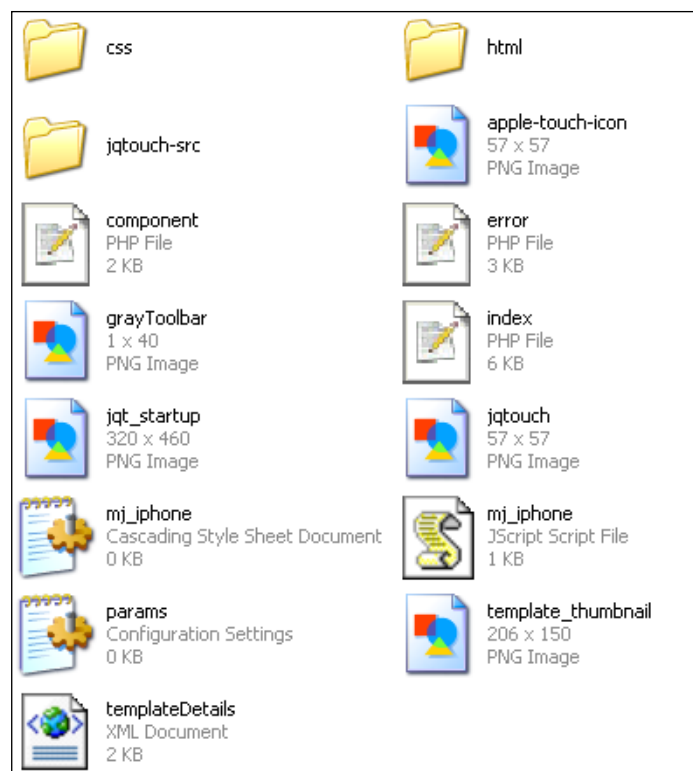 css
html
jqtouch-src
apple-touch-icon
57 x 57
PNG Image
component
PHP File
2 KB
error
PHP File
3 KB
grayToolbar
1 x 40
PNG Image
index
PHP File
6 KB
jqt_startup
320 x 460
PNG Image
jqtouch
57 x 57
PNG Image
mj_iphone
Cascading Style Sheet Document
0 KB
mj_iphone
JScript Script File
1 KB
params
Configuration Settings
0 KB
template_thumbnail
206 x 150
PNG Image
templateDetails
XML Document
2 KB